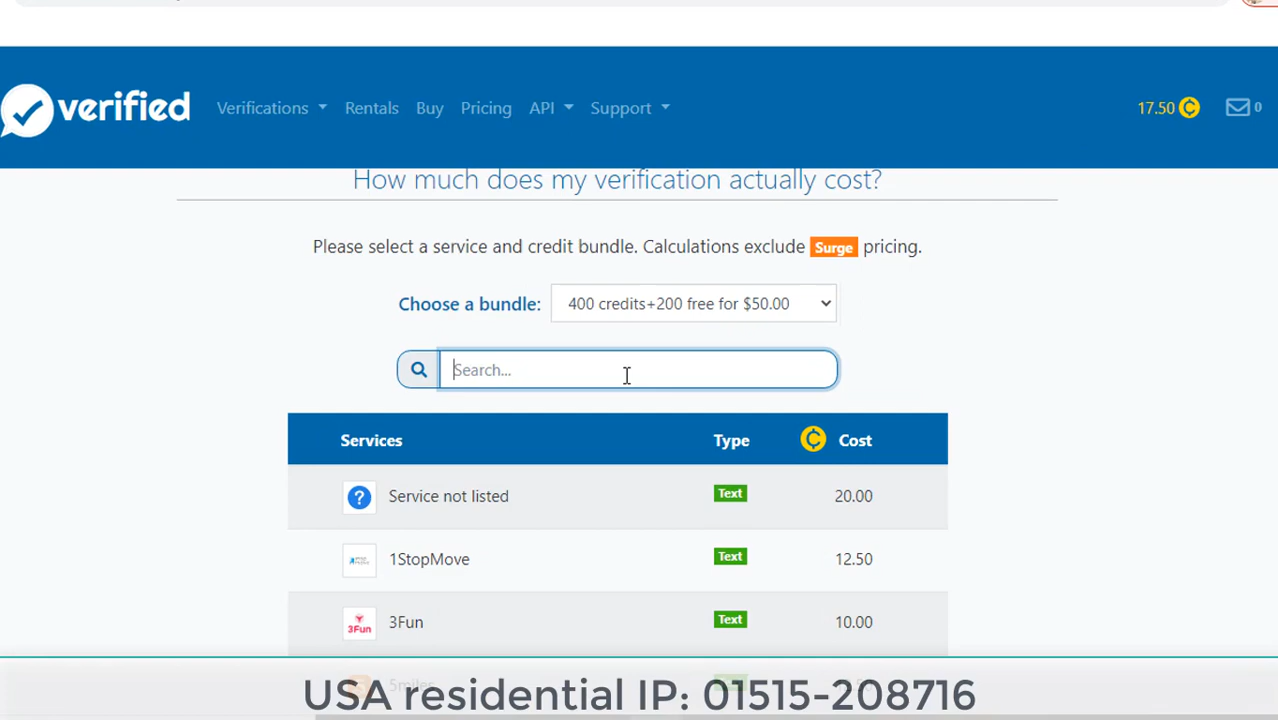 verified Verifications Rentals Buy Pricing API Support 17.50 0
How much does my verification actually cost?
Please select a service and credit bundle. Calculations exclude Surge pricing.
Choose a bundle: 400 credits+200 free for $50.00
Search...
Services Type Cost
Service not listed Text 20.00
1StopMove Text 12.50
3Fun Text 10.00
5miles
USA residential IP: 01515-208716